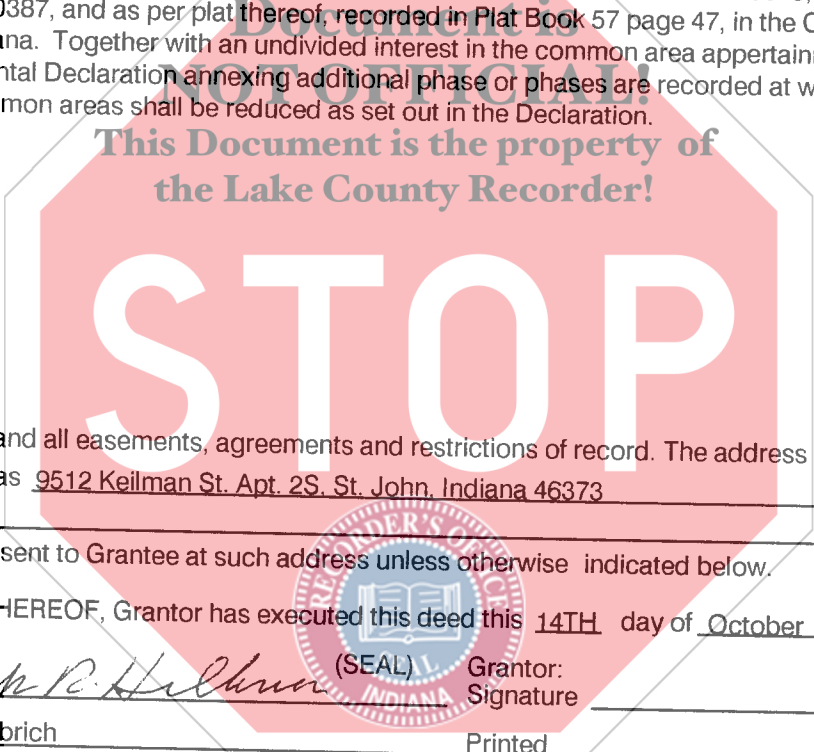 0387, and as per plat thereof, recorded in Plat Book 57 page 47, in the
Document is
ana. Together with an undivided interest in the common area
ntal Declaration annexing additional phase or phases are recorded at
NOT OFFICIAL!
mon areas shall be reduced as set out in the Declaration.
This Document is the property of
the Lake County Recorder!
STOP
and all easements, agreements and restrictions of record. The address
as 9512 Keilman St. Apt. 2S. St. John, Indiana 46373
sent to Grantee at such address unless otherwise indicated below.
HEREOF, Grantor has executed this deed this 14TH day of October
RECORDER'S OFFICE
SEAL
INDIANA
(SEAL) Grantor:
Signature
brich
Printed